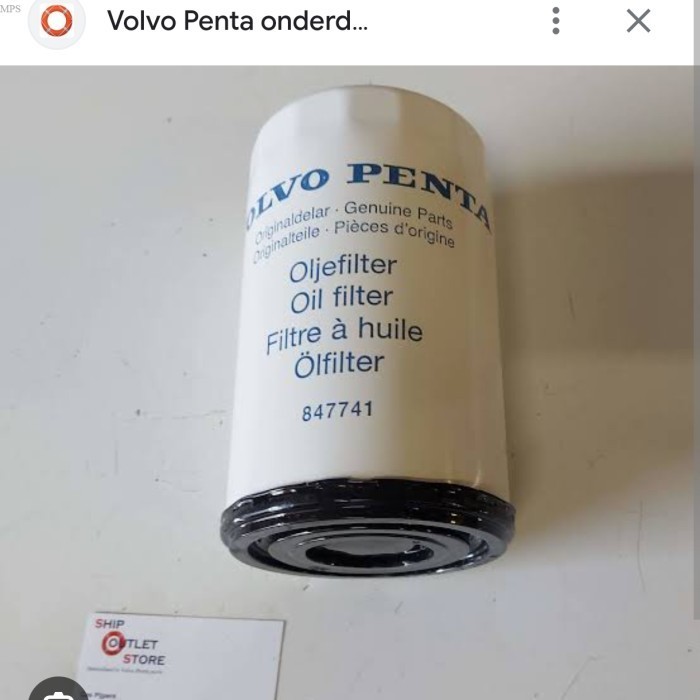 MPS
Volvo Penta onderd...
OLVO PENTA
Originaldelar · Genuine Parts
Originalteile · Pièces d'origine
Oljefilter
Oil filter
Filtre à huile
Ölfilter
847741
SHIP
OUTLET
STORE